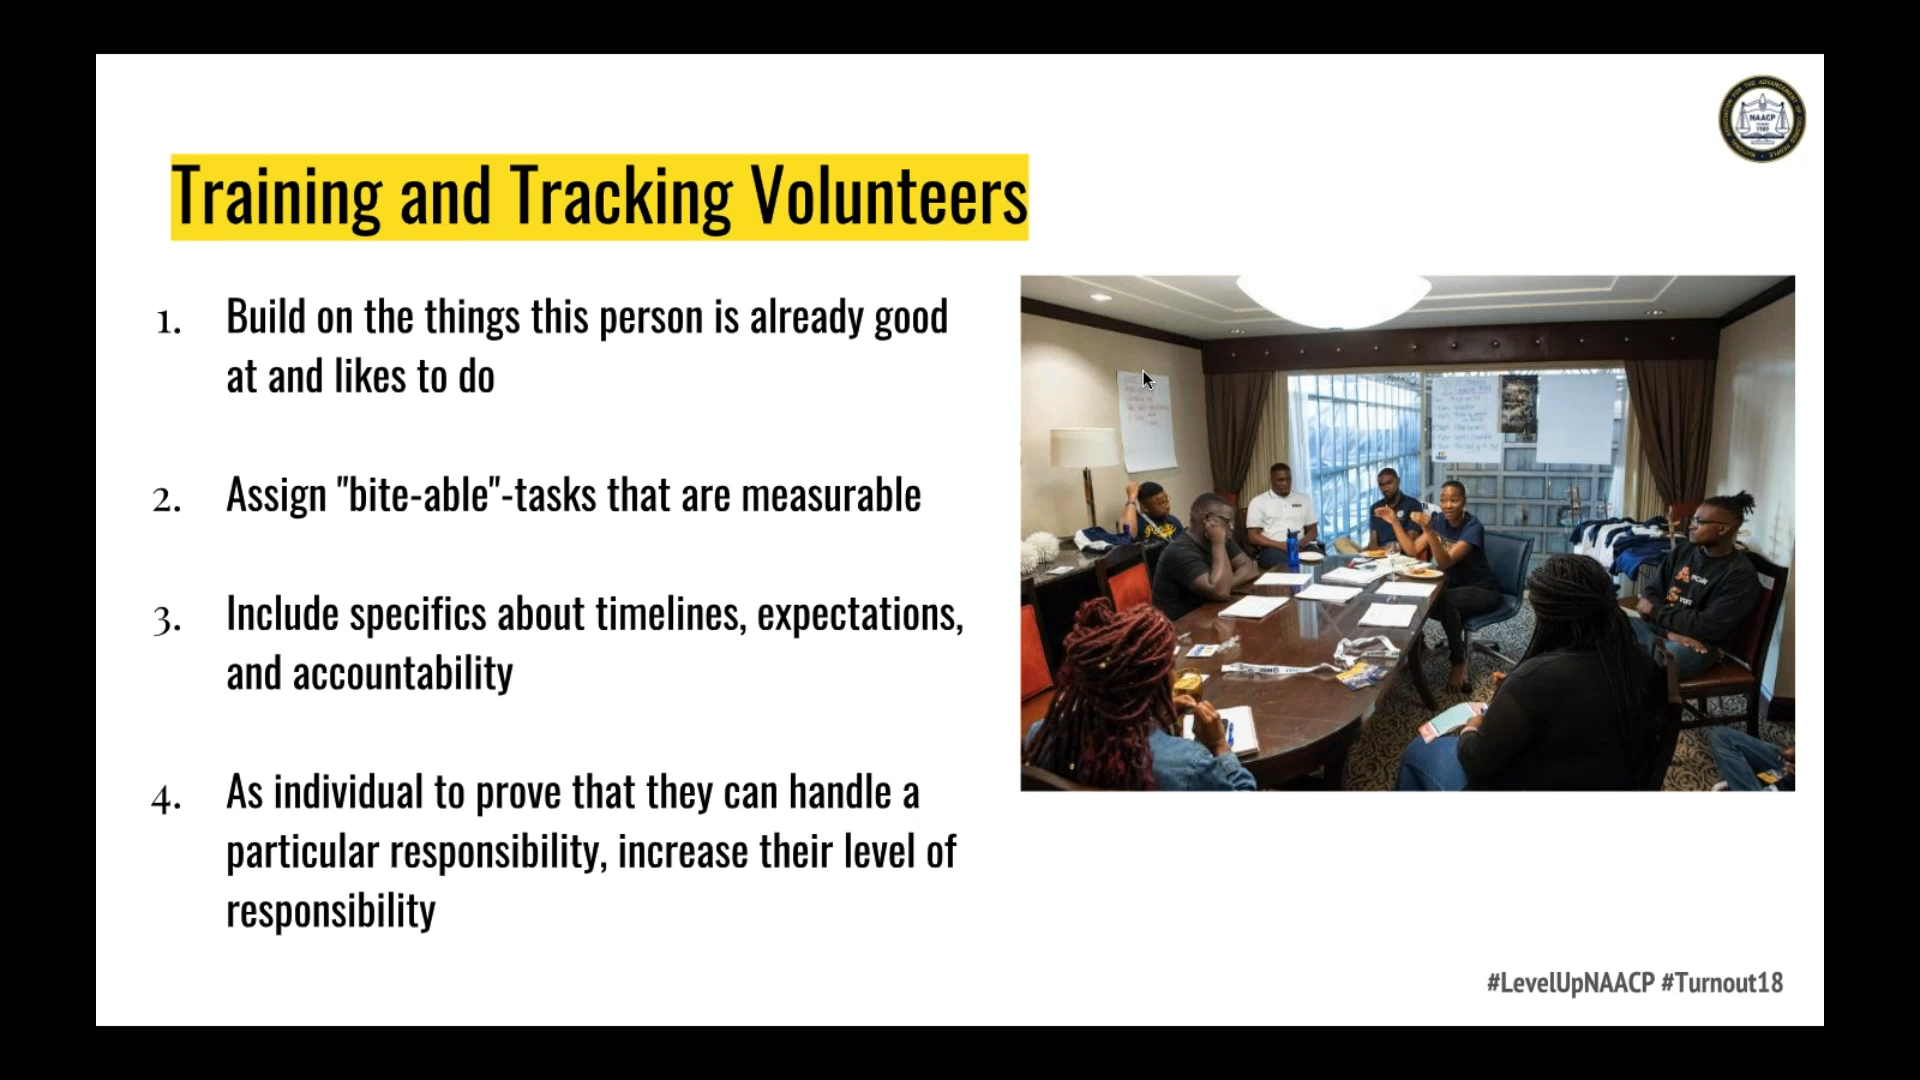 NAACP
Training and Tracking Volunteers
1. Build on the things this person is already good
at and likes to do
2. Assign "bite-able"-tasks that are measurable
3. Include specifics about timelines, expectations,
and accountability
4. As individual to prove that they can handle a
particular responsibility, increase their level of
responsibility
#LevelUpNAACP #Turnout18